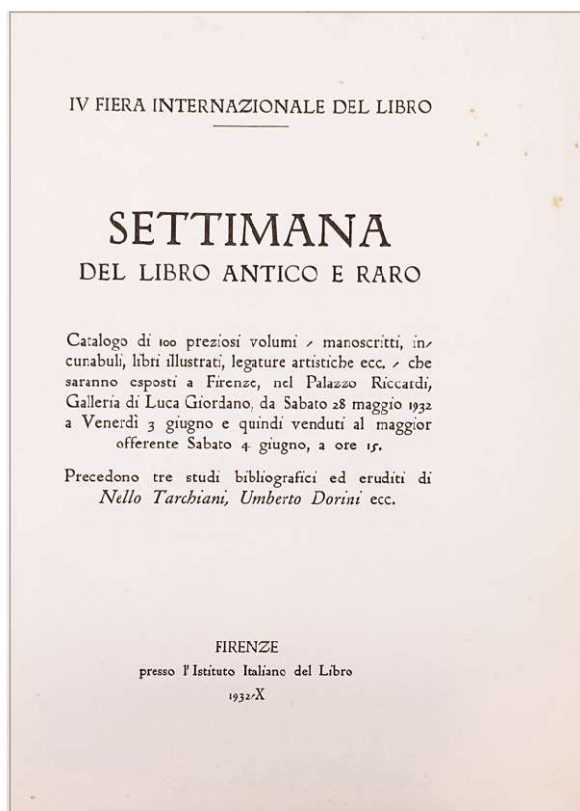 IV FIERA INTERNAZIONALE DEL LIBRO
SETTIMANA
DEL LIBRO ANTICO E RARO
Catalogo di 100 preziosi volumi - manoscritti, in-
cunabuli, libri illustrati, legature artistiche ecc. - che
saranno esposti a Firenze, nel Palazzo Riccardi,
Galleria di Luca Giordano, da Sabato 28 maggio 1932
a Venerdì 3 giugno e quindi venduti al maggior
offerente Sabato 4 giugno, a ore 15.
Precedono tre studi bibliografici ed eruditi di
Nello Tarchiani, Umberto Dorini ecc.
FIRENZE
presso l'Istituto Italiano del Libro
1932-X